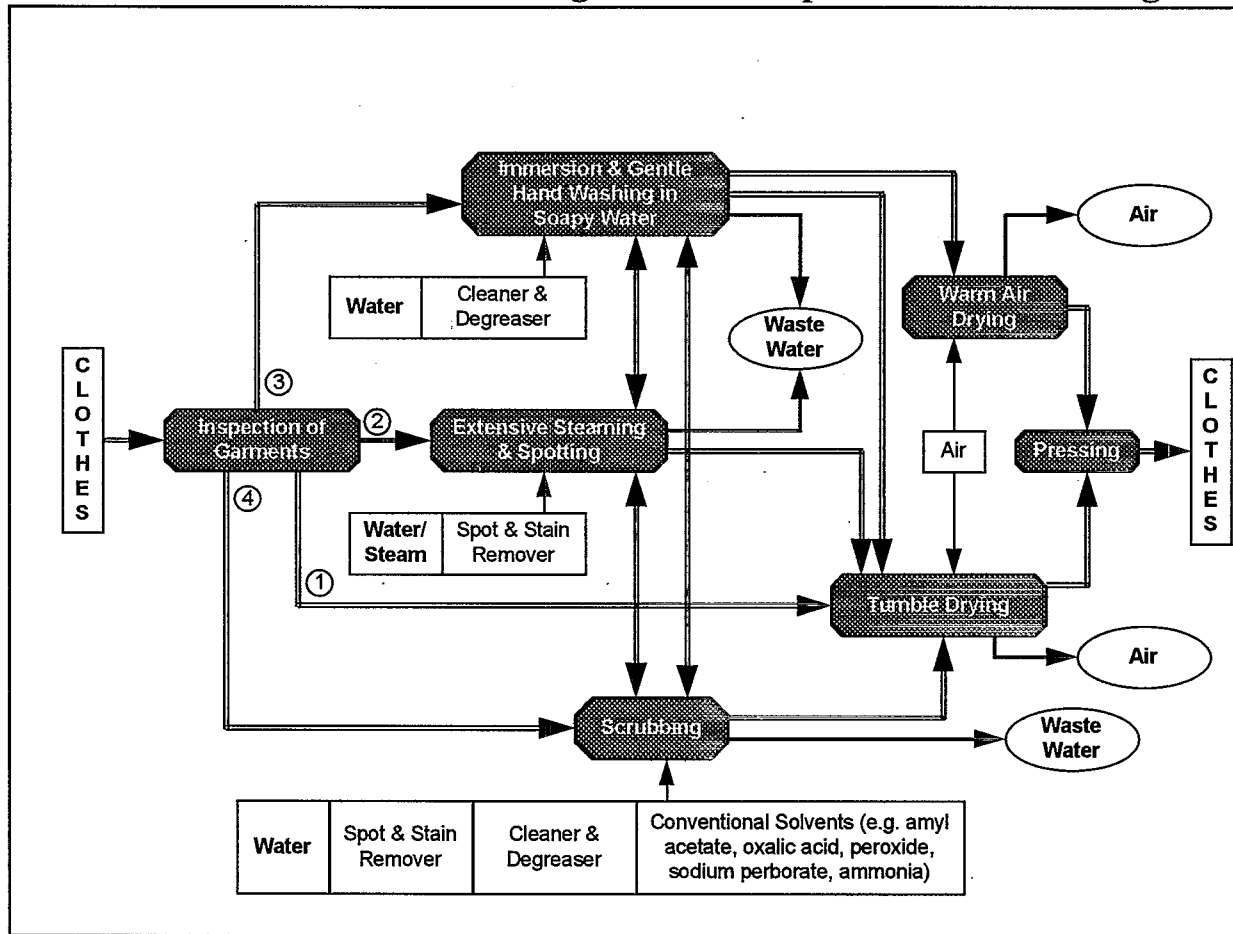 Immersion & Gentle
Hand Washing in
Soapy Water
Air
Water
Cleaner &
Degreaser
Warm Air
Drying
Waste
Water
CLOTHES
③
Inspection of
Garments
②
Extensive Steaming
& Spotting
Air
Pressing
CLOTHES
④
Water/
Steam
Spot & Stain
Remover
①
Tumble Drying
Air
Scrubbing
Waste
Water
Water
Spot & Stain
Remover
Cleaner &
Degreaser
Conventional Solvents (e.g. amyl
acetate, oxalic acid, peroxide,
sodium perborate, ammonia)